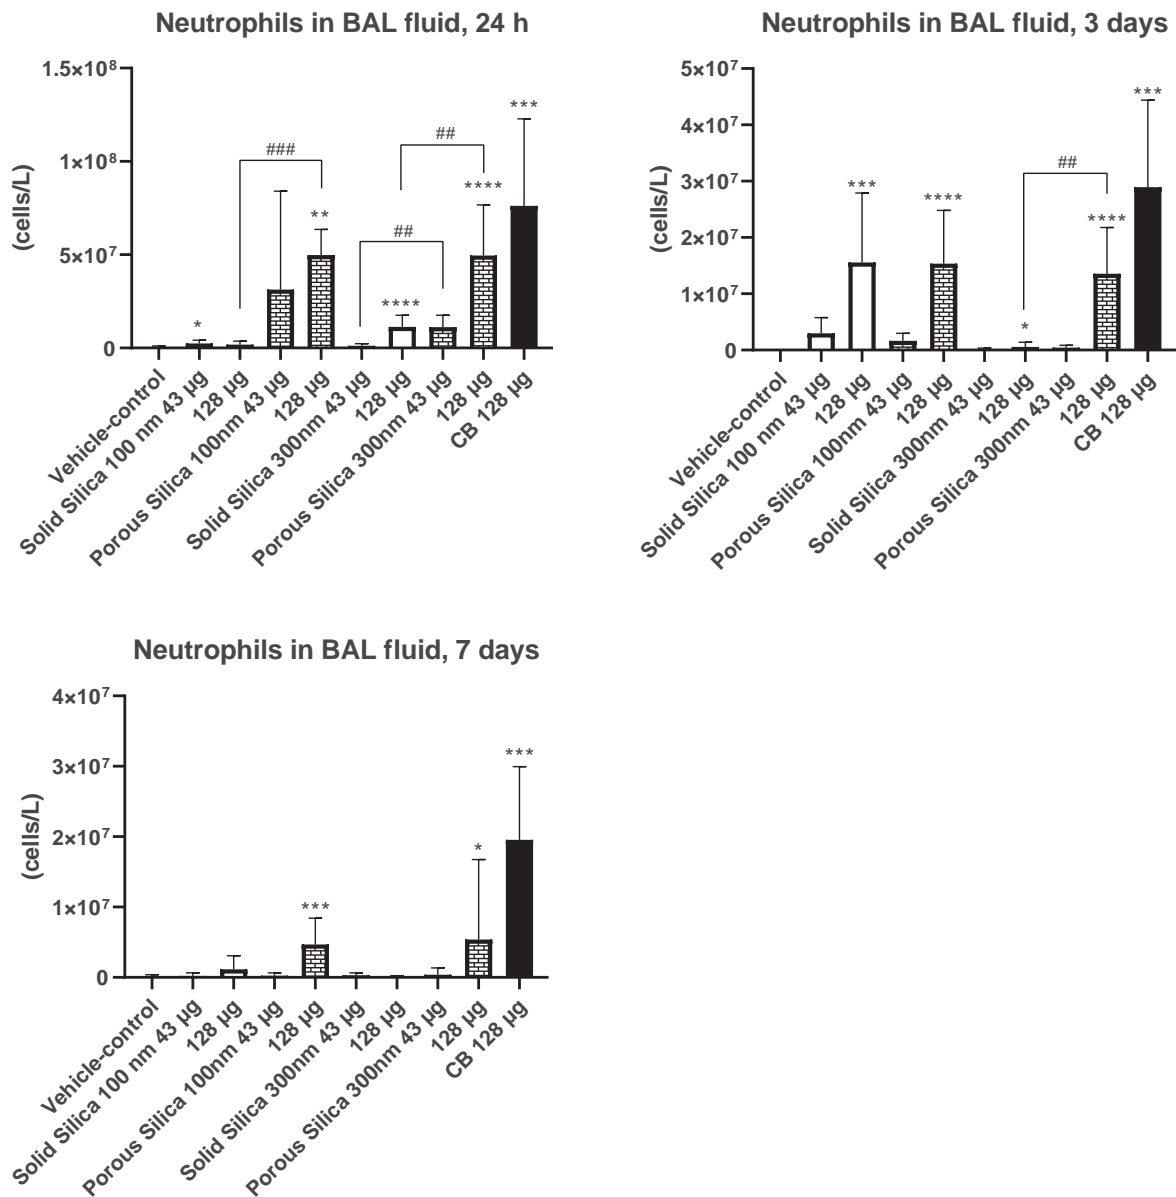 Neutrophils in BAL fluid, 24 h
1.5×10⁸
1×10⁸
5×10⁷
0
(cells/L)
*
###
**
##
****
##
****
***
Vehicle-control
Solid Silica 100 nm 43 µg
128 µg
Porous Silica 100nm 43 µg
128 µg
Solid Silica 300nm 43 µg
128 µg
Porous Silica 300nm 43 µg
128 µg
CB 128 µg
Neutrophils in BAL fluid, 3 days
5×10⁷
4×10⁷
3×10⁷
2×10⁷
1×10⁷
0
(cells/L)
***
****
*
##
****
***
Vehicle-control
Solid Silica 100 nm 43 µg
128 µg
Porous Silica 100nm 43 µg
128 µg
Solid Silica 300nm 43 µg
128 µg
Porous Silica 300nm 43 µg
128 µg
CB 128 µg
Neutrophils in BAL fluid, 7 days
4×10⁷
3×10⁷
2×10⁷
1×10⁷
0
(cells/L)
***
*
***
Vehicle-control
Solid Silica 100 nm 43 µg
128 µg
Porous Silica 100nm 43 µg
128 µg
Solid Silica 300nm 43 µg
128 µg
Porous Silica 300nm 43 µg
128 µg
CB 128 µg